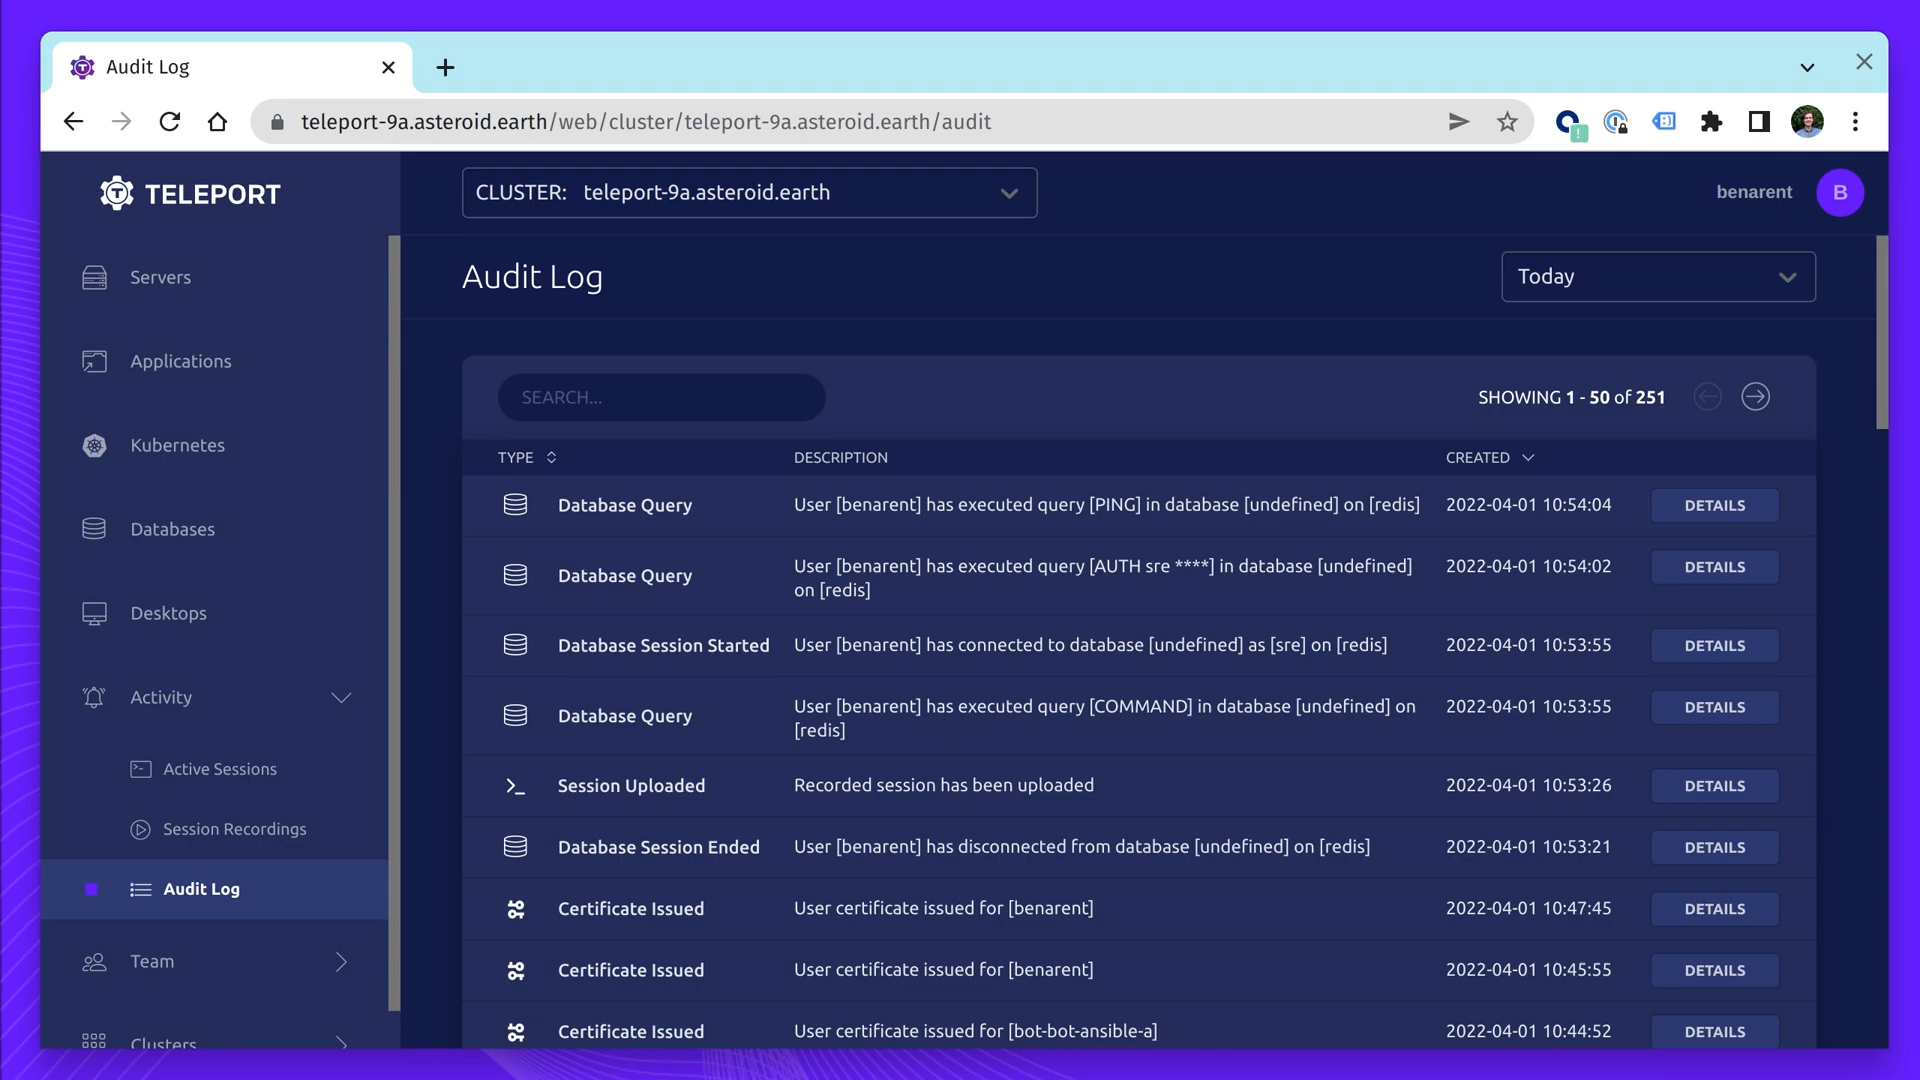 Audit Log
teleport-9a.asteroid.earth/web/cluster/teleport-9a.asteroid.earth/audit
TELEPORT
CLUSTER: teleport-9a.asteroid.earth
benarent
B
Servers
Applications
Kubernetes
Databases
Desktops
Activity
Active Sessions
Session Recordings
Audit Log
Team
Clusters
Audit Log
Today
SEARCH...
SHOWING 1 - 50 of 251
TYPE DESCRIPTION CREATED
Database Query User [benarent] has executed query [PING] in database [undefined] on [redis] 2022-04-01 10:54:04 DETAILS
Database Query User [benarent] has executed query [AUTH sre ****] in database [undefined] 2022-04-01 10:54:02 DETAILS
on [redis]
Database Session Started User [benarent] has connected to database [undefined] as [sre] on [redis] 2022-04-01 10:53:55 DETAILS
Database Query User [benarent] has executed query [COMMAND] in database [undefined] on 2022-04-01 10:53:55 DETAILS
[redis]
Session Uploaded Recorded session has been uploaded 2022-04-01 10:53:26 DETAILS
Database Session Ended User [benarent] has disconnected from database [undefined] on [redis] 2022-04-01 10:53:21 DETAILS
Certificate Issued User certificate issued for [benarent] 2022-04-01 10:47:45 DETAILS
Certificate Issued User certificate issued for [benarent] 2022-04-01 10:45:55 DETAILS
Certificate Issued User certificate issued for [bot-bot-ansible-a] 2022-04-01 10:44:52 DETAILS